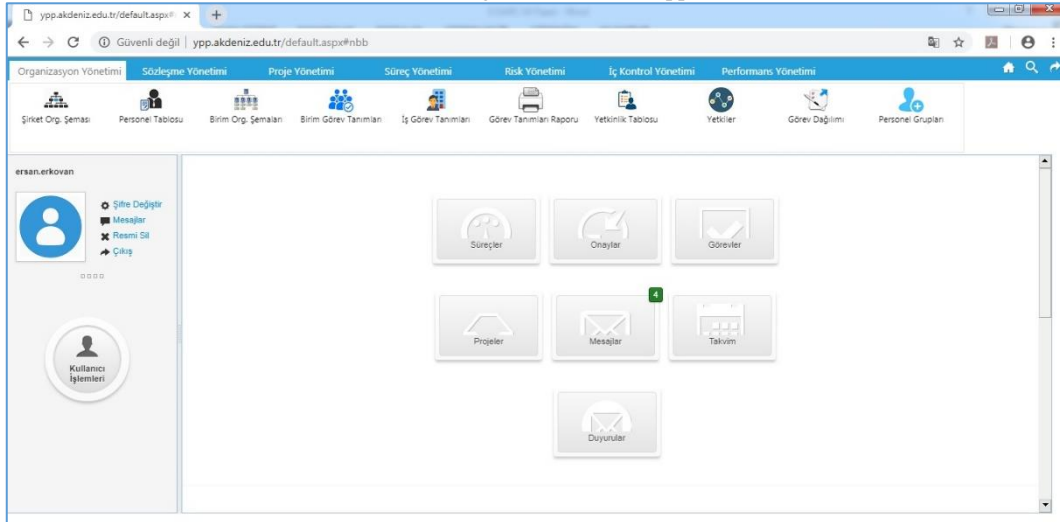 ypp.akdeniz.edu.tr/default.aspx#
Güvenli değil | ypp.akdeniz.edu.tr/default.aspx#nbb
Organizasyon Yönetimi Sözleşme Yönetimi Proje Yönetimi Süreç Yönetimi Risk Yönetimi İç Kontrol Yönetimi Performans Yönetimi
Şirket Org. Şeması Personel Tablosu Birim Org. Şemaları Birim Görev Tanımları İş Görev Tanımları Görev Tanımları Raporu Yetkinlik Tablosu Yetkiler Görev Dağılımı Personel Grupları
ersan.erkovan
Şifre Değiştir
Mesajlar
Resmi Sil
Çıkış
Kullanıcı
İşlemleri
Süreçler Onaylar Görevler
4
Projeler Mesajlar Takvim
Duyurular